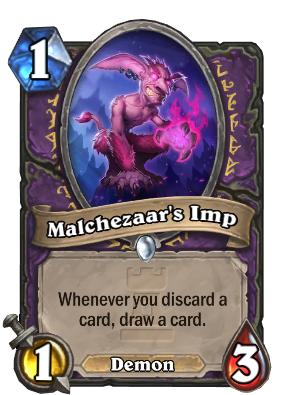 1
Malchezaar's Imp
Whenever you discard a
card, draw a card.
1
Demon
3